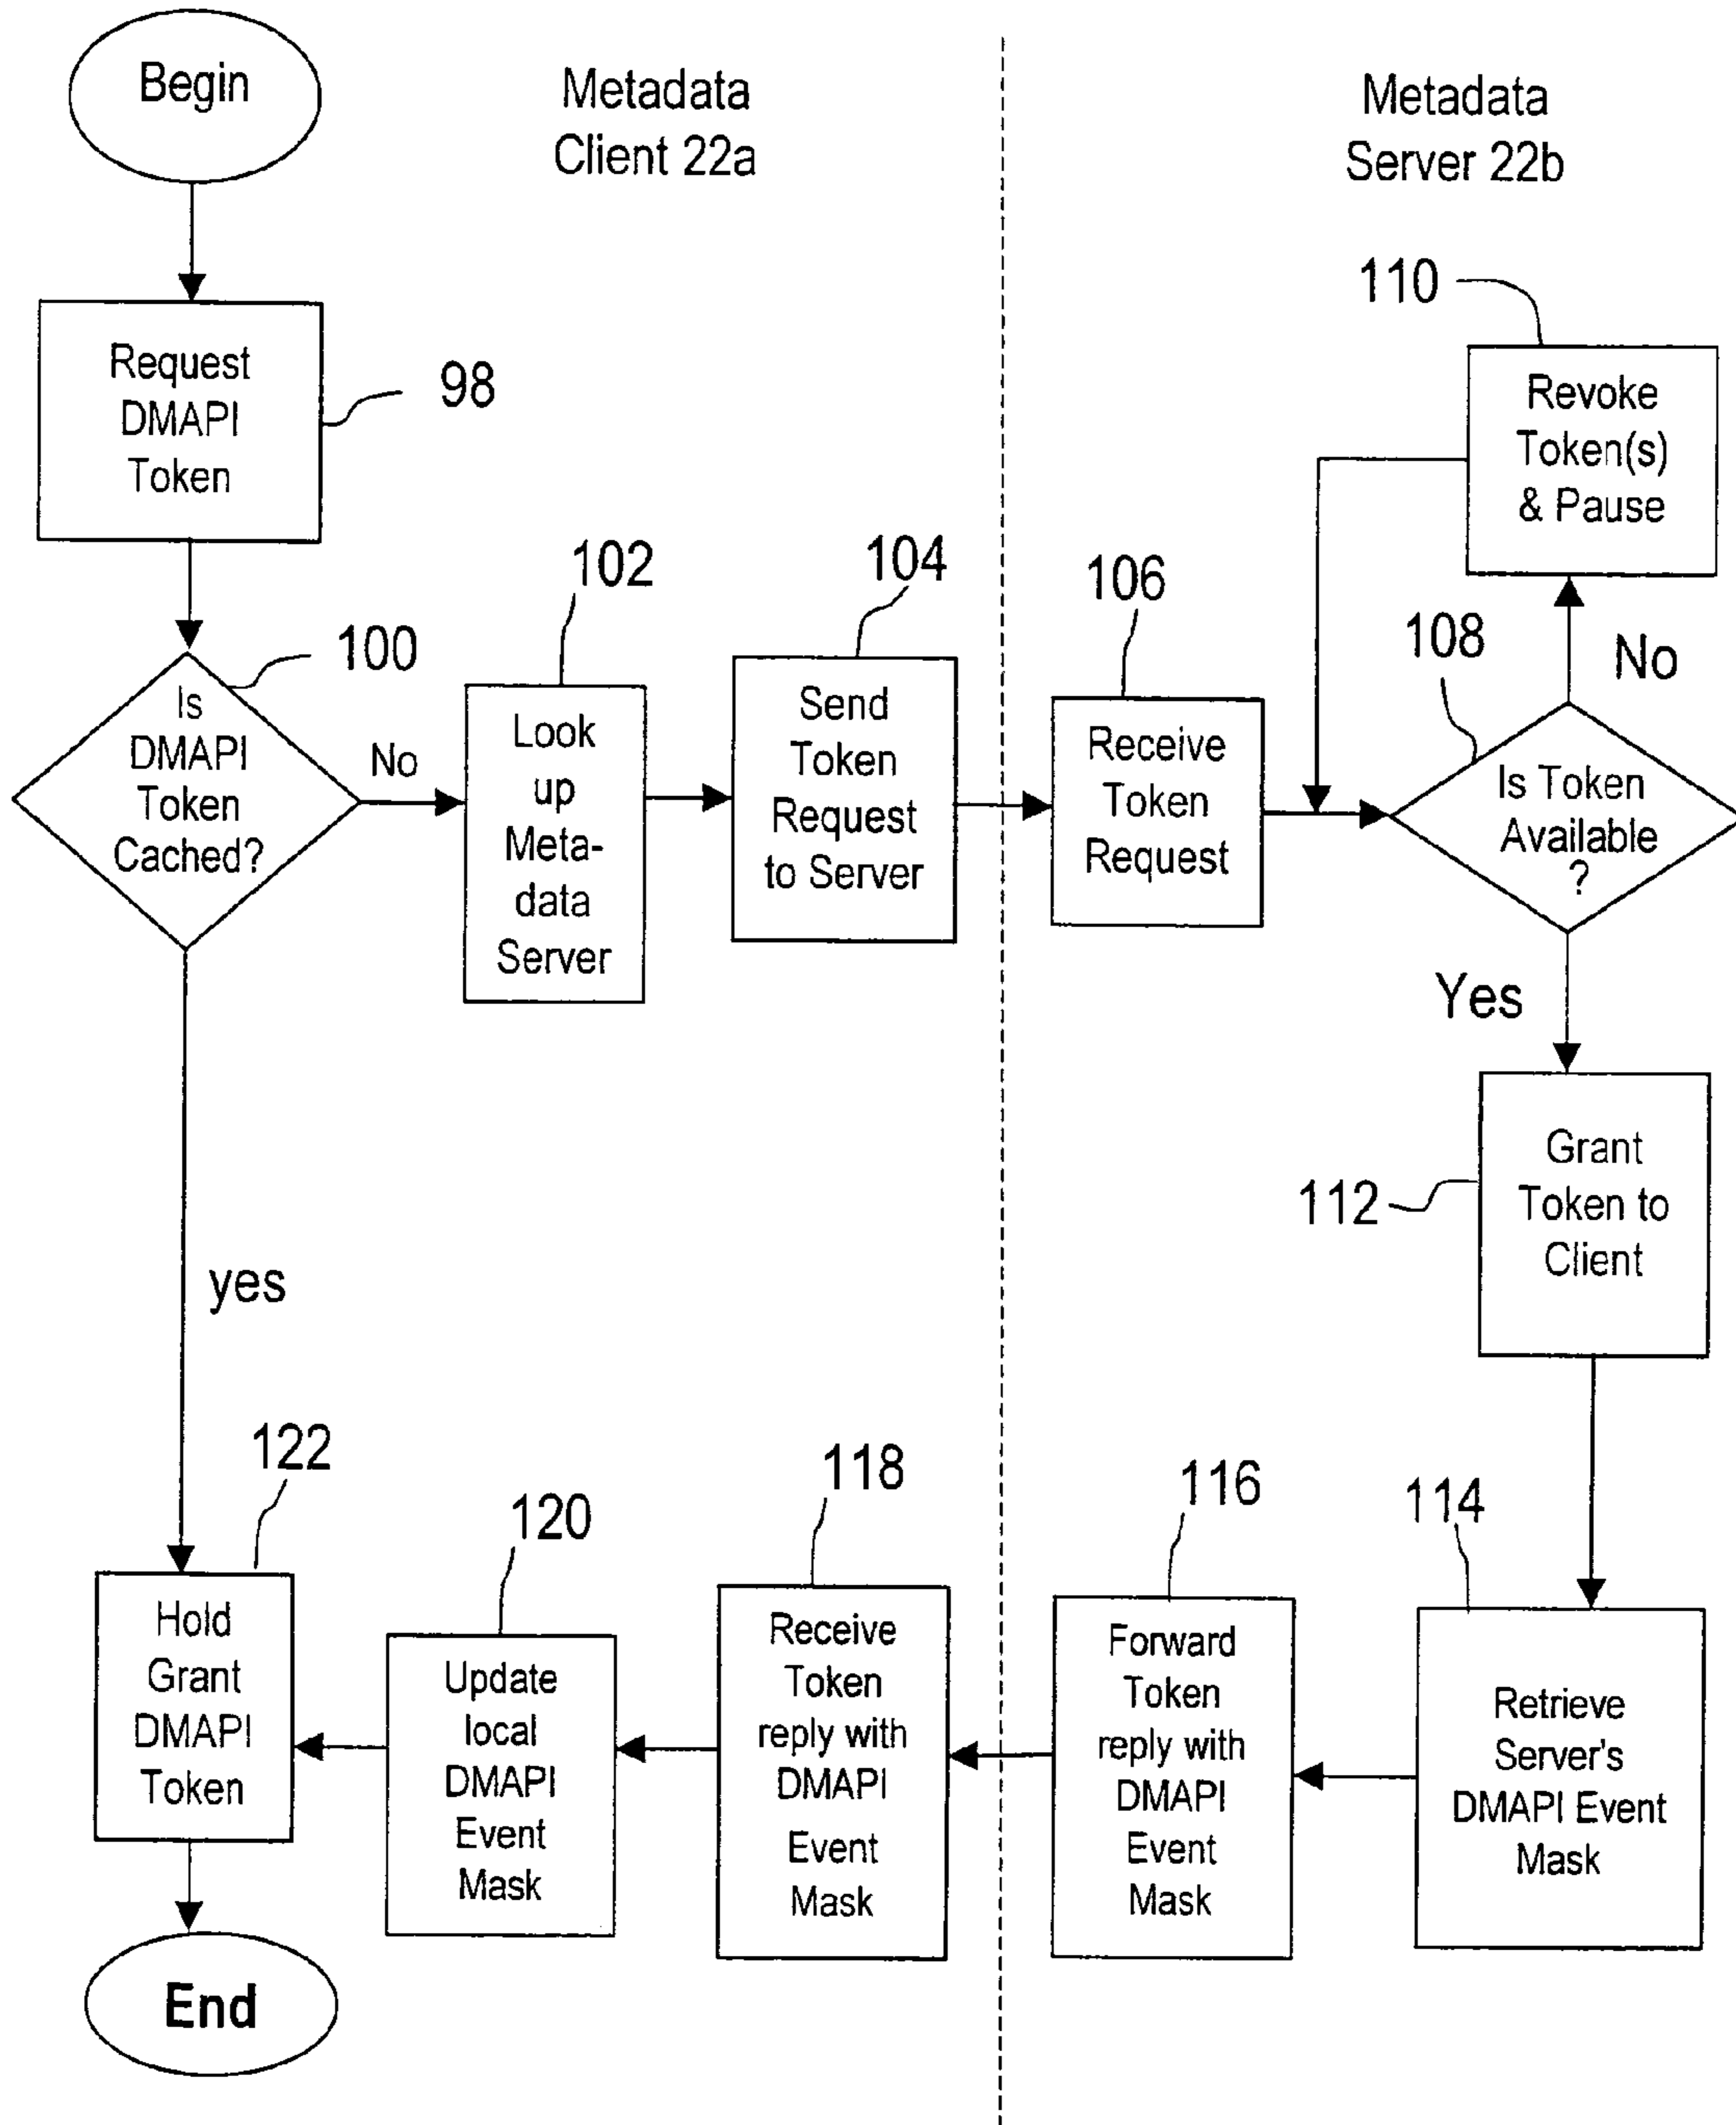 Begin
Metadata
Client 22a
Metadata
Server 22b
Request
DMAPI
Token
98
110
Revoke
Token(s)
& Pause
100
Is
DMAPI
Token
Cached?
No
yes
102
Look
up
Meta-
data
Server
104
Send
Token
Request
to Server
106
Receive
Token
Request
108
No
Is Token
Available
?
Yes
112
Grant
Token to
Client
114
Retrieve
Server's
DMAPI Event
Mask
116
Forward
Token
reply with
DMAPI
Event
Mask
118
Receive
Token
reply with
DMAPI
Event
Mask
120
Update
local
DMAPI
Event
Mask
122
Hold
Grant
DMAPI
Token
End